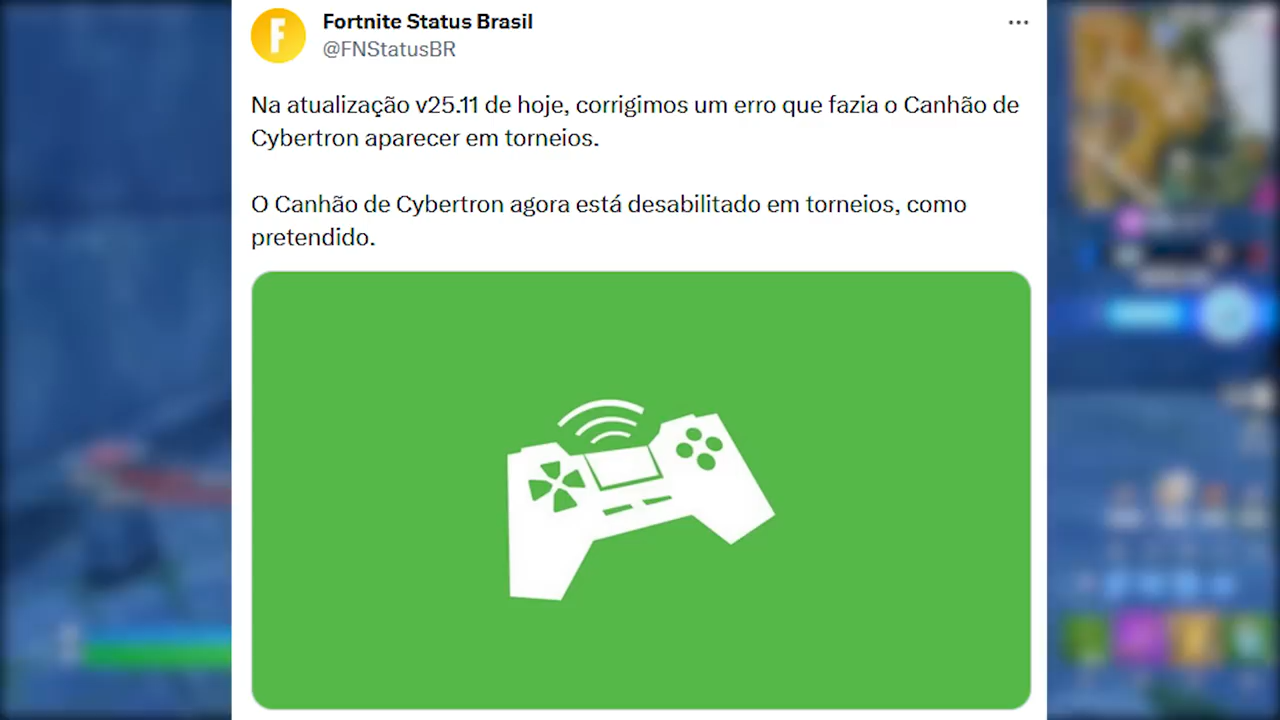 Fortnite Status Brasil
@FNStatusBR
Na atualização v25.11 de hoje, corrigimos um erro que fazia o Canhão de
Cybertron aparecer em torneios.
O Canhão de Cybertron agora está desabilitado em torneios, como
pretendido.